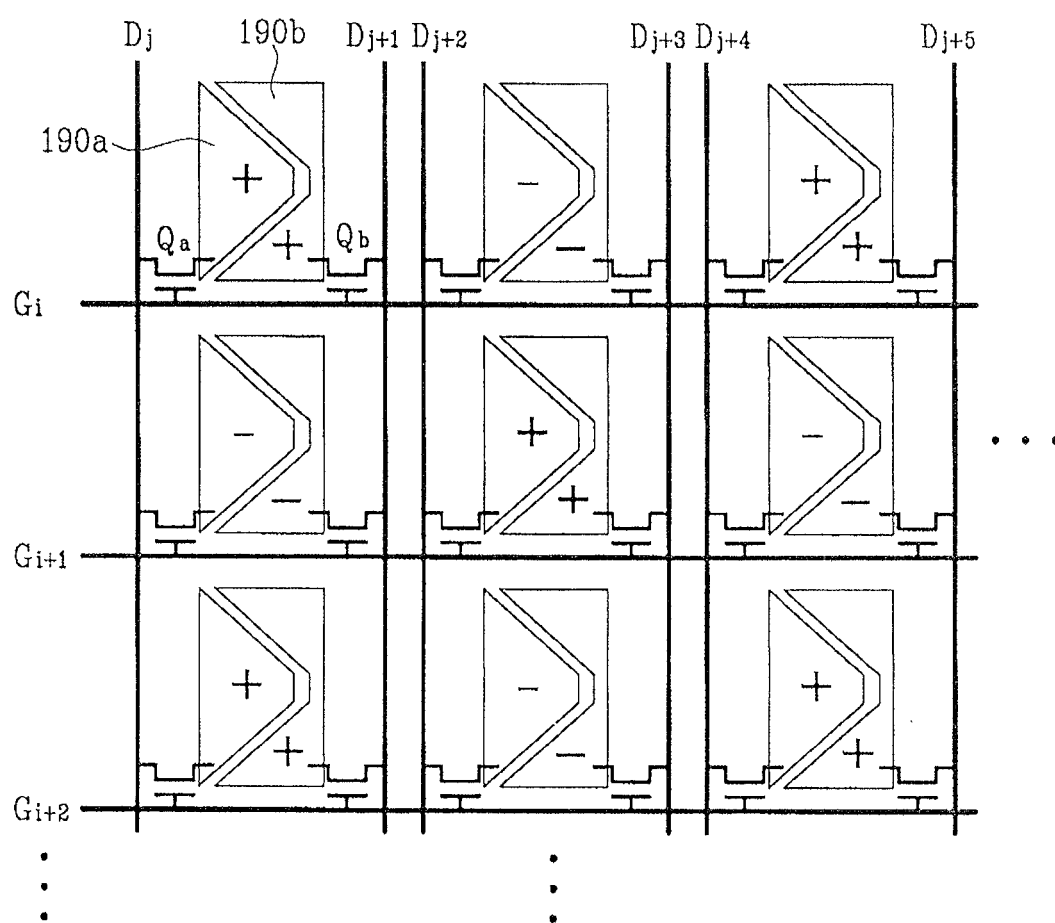 Dj 190b Dj+1 Dj+2 Dj+3 Dj+4 Dj+5
190a
+ - +
Qa + Qb - +
Gi
- + -
- + -
Gi+1
+ - +
+ - +
Gi+2